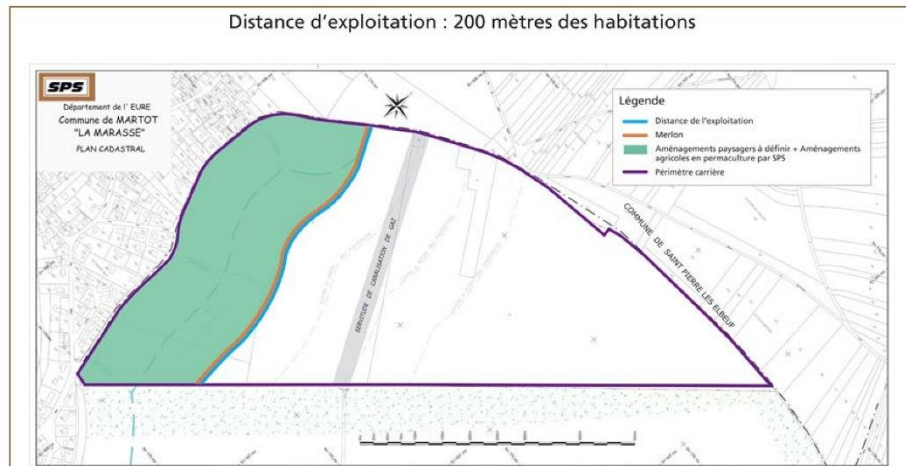 Distance d'exploitation : 200 mètres des habitations
SPS
Département de l' EURE
Commune de MARTOT
"LA MARASSE"
PLAN CADASTRAL
Légende
Distance de l'exploitation
Merlon
Aménagements paysagers à définir + Aménagements
agricoles en permaculture par SPS
Périmètre carrière
SERVITUDE DE CANALISATION DE GAZ
COMMUNE DE SAINT PIERRE LES ELBEUF